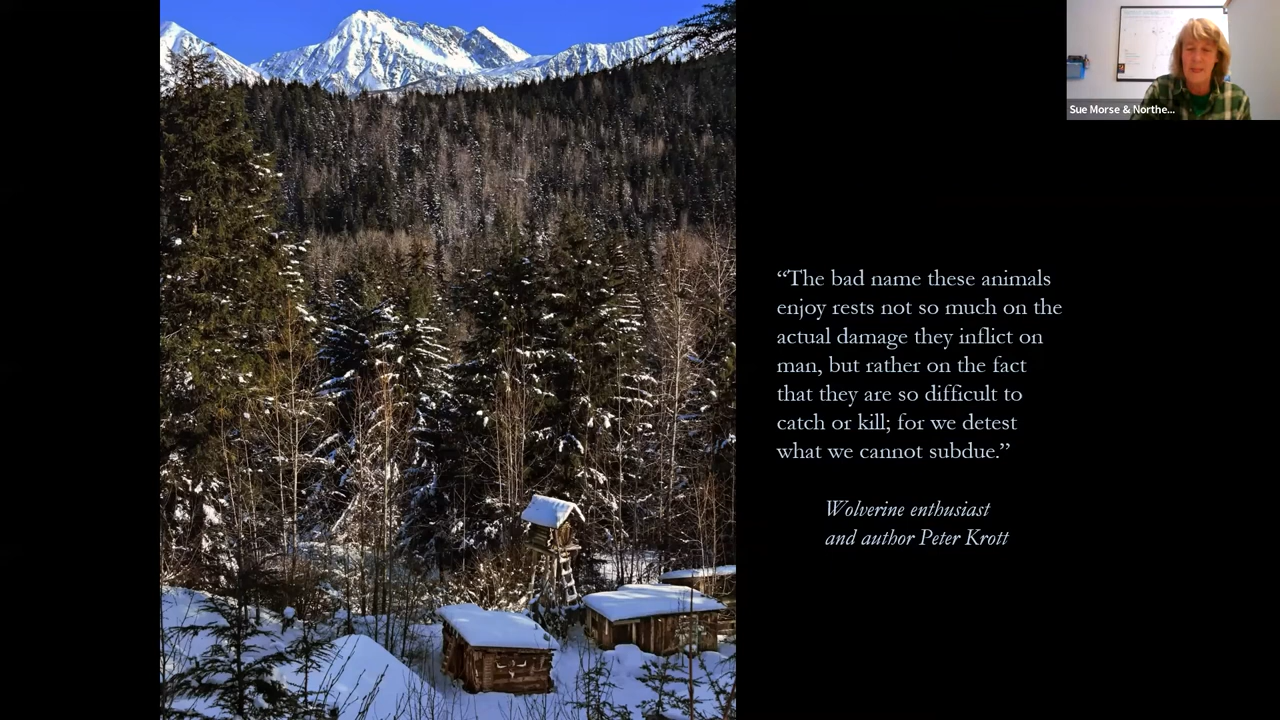 Sue Morse & Northe...
“The bad name these animals
enjoy rests not so much on the
actual damage they inflict on
man, but rather on the fact
that they are so difficult to
catch or kill; for we detest
what we cannot subdue.”
Wolverine enthusiast
and author Peter Krott